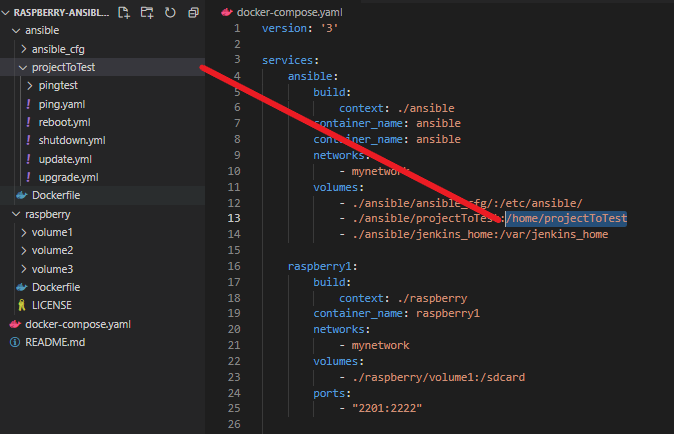 RASPBERRY-ANSIBL...
ansible
ansible_cfg
projectToTest
pingtest
ping.yaml
reboot.yml
shutdown.yml
update.yml
upgrade.yml
Dockerfile
raspberry
volume1
volume2
volume3
Dockerfile
LICENSE
docker-compose.yaml
README.md
docker-compose.yaml
1 version: '3'
2
3 services:
4 ansible:
5 build:
6 context: ./ansible
7 container_name: ansible
8 container_name: ansible
9 networks:
10 - mynetwork
11 volumes:
12 - ./ansible/ansible_cfg/:/etc/ansible/
13 - ./ansible/projectToTest:/home/projectToTest
14 - ./ansible/jenkins_home:/var/jenkins_home
15
16 raspberry1:
17 build:
18 context: ./raspberry
19 container_name: raspberry1
20 networks:
21 - mynetwork
22 volumes:
23 - ./raspberry/volume1:/sdcard
24 ports:
25 - "2201:2222"
26